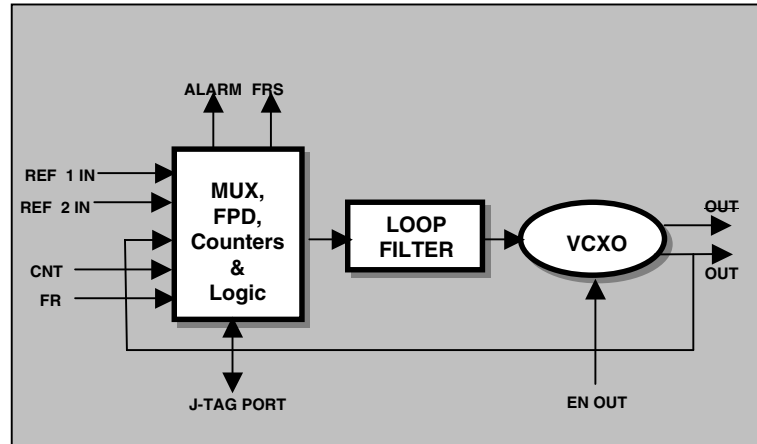 ALARM FRS
REF 1 IN
REF 2 IN
CNT
FR
MUX,
FPD,
Counters
&
Logic
LOOP
FILTER
VCXO
OUT
OUT
J-TAG PORT
EN OUT